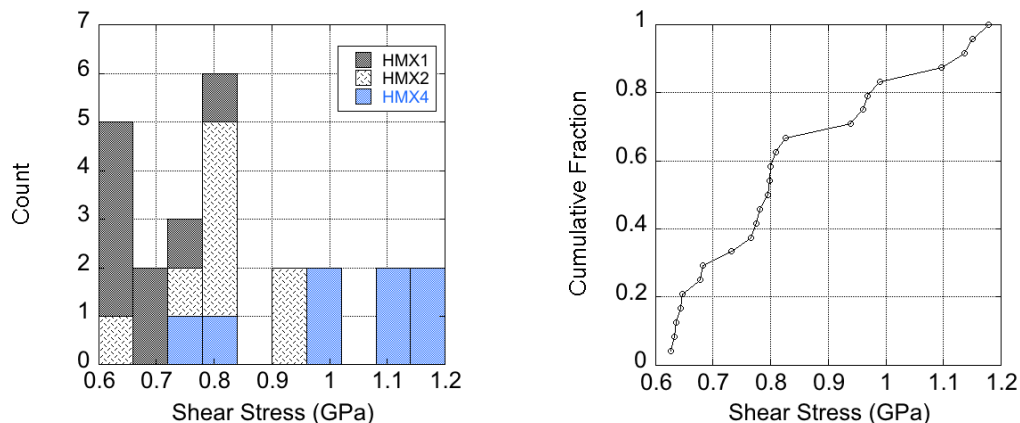 7
6
5
4
3
2
1
0
Count
HMX1
HMX2
HMX4
0.6 0.7 0.8 0.9 1 1.1 1.2
Shear Stress (GPa)
1
0.8
0.6
0.4
0.2
0
Cumulative Fraction
0.6 0.7 0.8 0.9 1 1.1 1.2
Shear Stress (GPa)